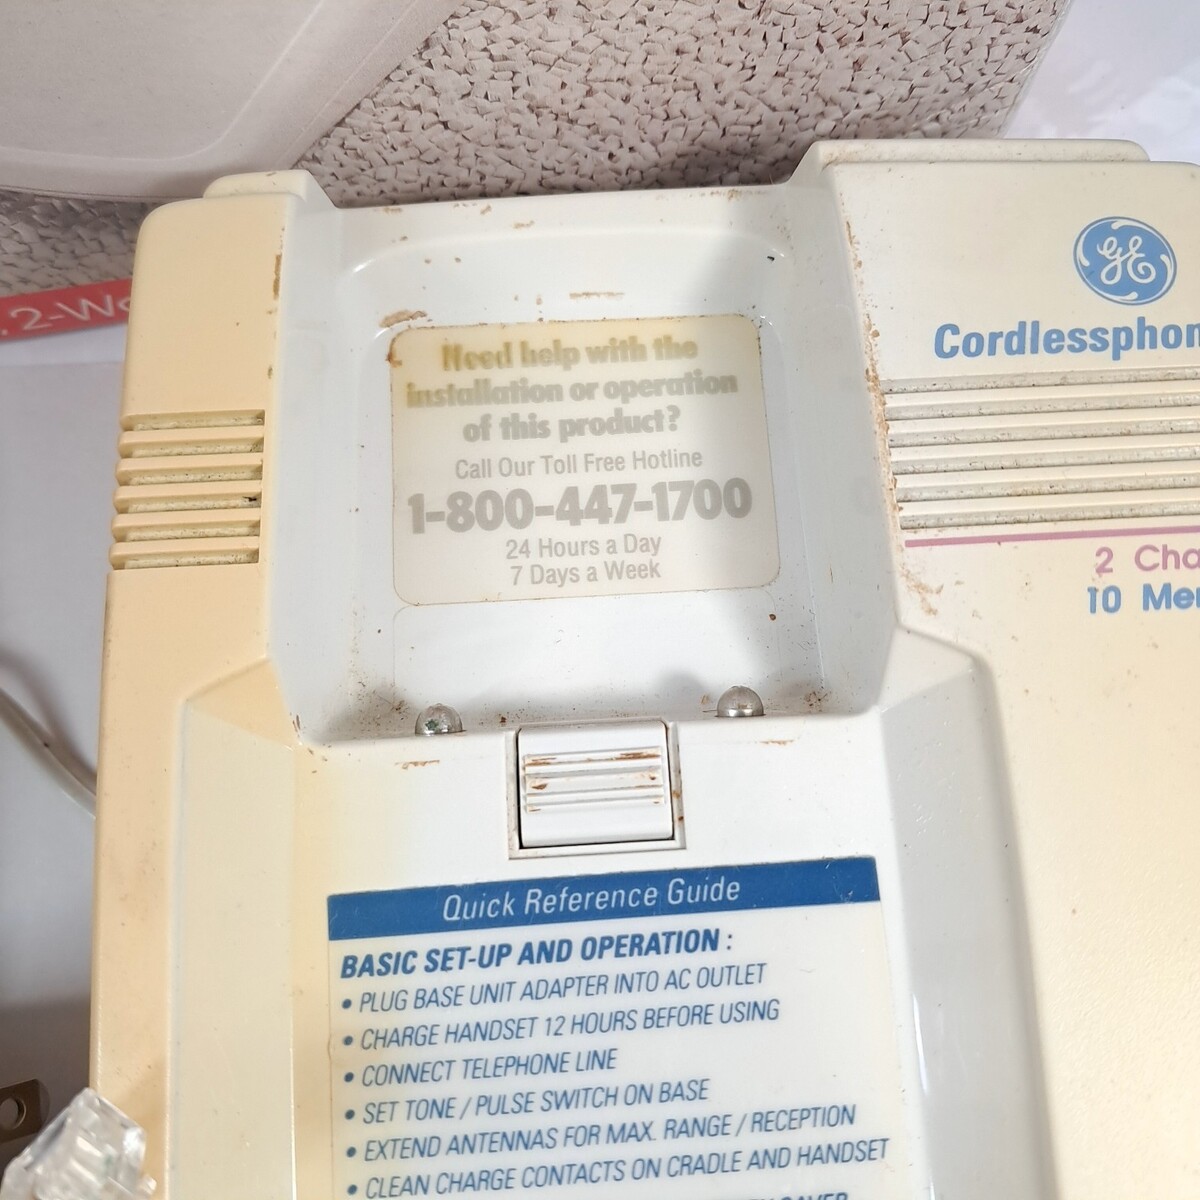 .2-W
GE
Cordlessphon
2 Cha
10 Mem
Need help with the
installation or operation
of this product?
Call Our Toll Free Hotline
1-800-447-1700
24 Hours a Day
7 Days a Week
Quick Reference Guide
BASIC SET-UP AND OPERATION :
• PLUG BASE UNIT ADAPTER INTO AC OUTLET
• CHARGE HANDSET 12 HOURS BEFORE USING
• CONNECT TELEPHONE LINE
• SET TONE / PULSE SWITCH ON BASE
• EXTEND ANTENNAS FOR MAX. RANGE / RECEPTION
• CLEAN CHARGE CONTACTS ON CRADLE AND HANDSET
SAVER